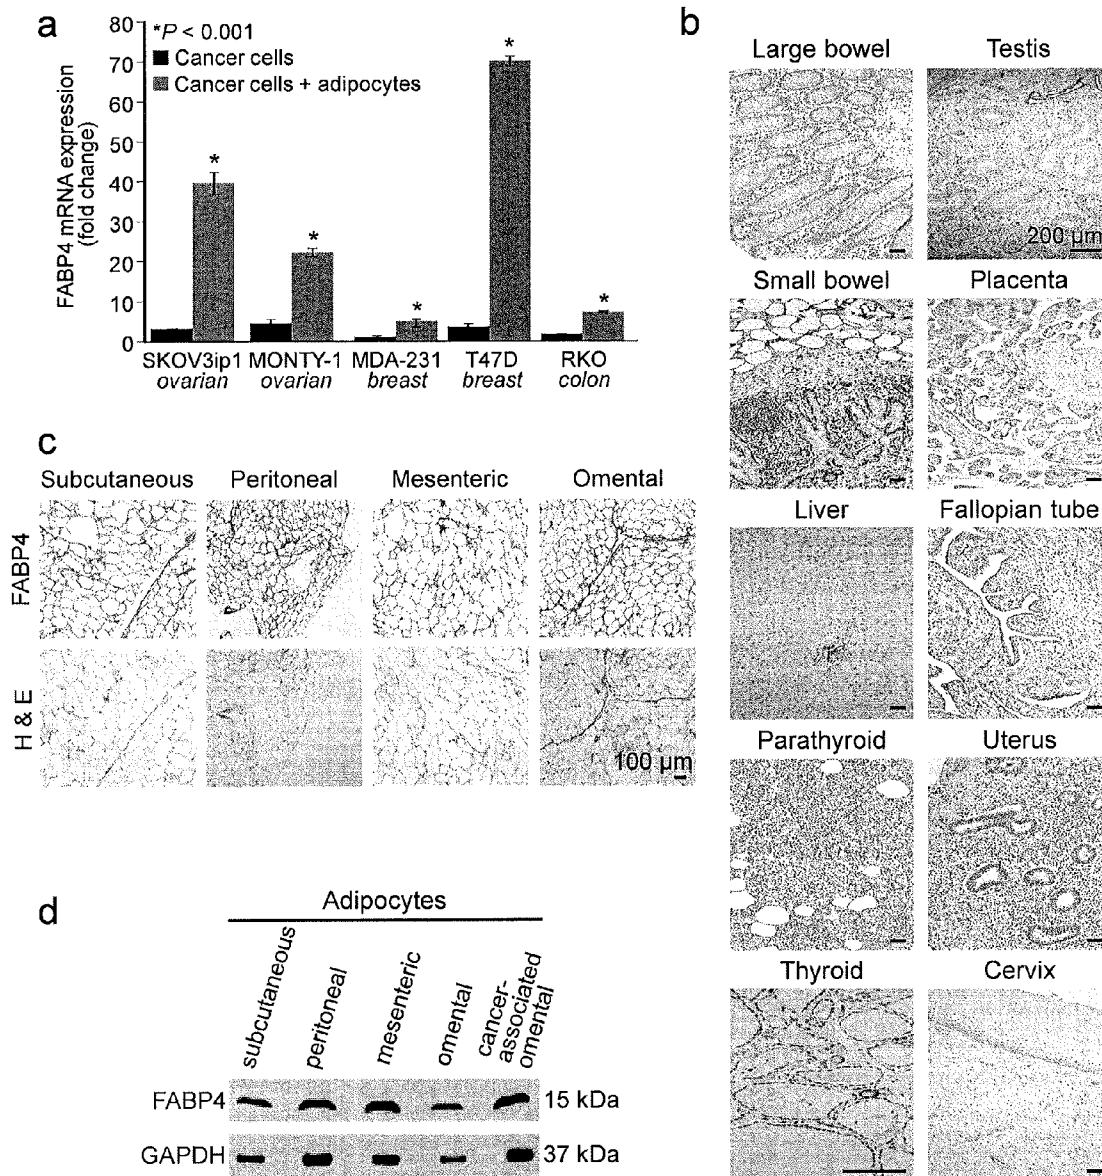 a
80
70
60
50
40
30
20
10
0
FABP4 mRNA expression
(fold change)
*P < 0.001
Cancer cells
Cancer cells + adipocytes
*
*
*
*
*
SKOV3ip1 MONTY-1 MDA-231 T47D RKO
ovarian ovarian breast breast colon
b
Large bowel Testis
200 µm
Small bowel Placenta
Liver Fallopian tube
Parathyroid Uterus
Thyroid Cervix
c
Subcutaneous Peritoneal Mesenteric Omental
FABP4
H & E
100 µm
d
Adipocytes
subcutaneous
peritoneal
mesenteric
omental
cancer-
associated
omental
FABP4 15 kDa
GAPDH 37 kDa